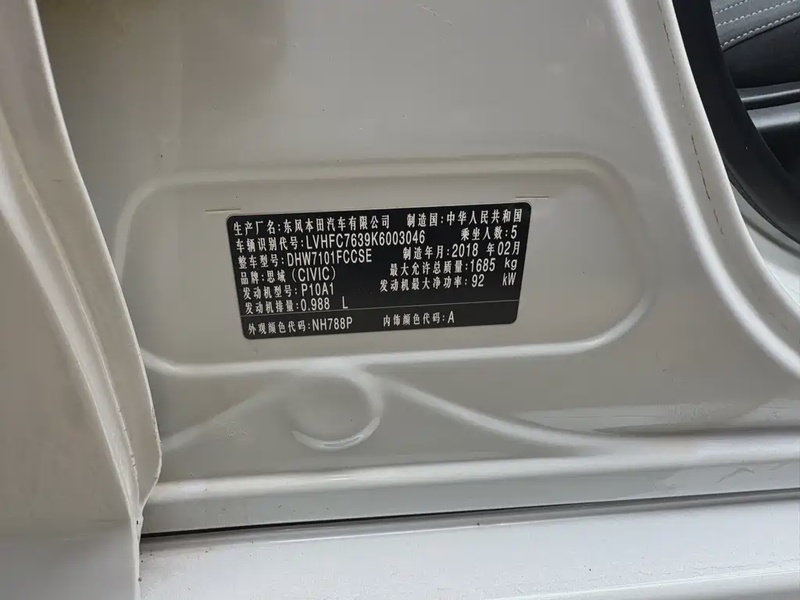 生产厂名:东风本田汽车有限公司 制造国:中华人民共和国
车辆识别代号:LVHFC7639K6003046 乘坐人数:5
整车型号:DHW7101FCCSE 制造年月:2018 年02月
品牌:思域(CIVIC) 最大允许总质量:1685 kg
发动机型号:P10A1 发动机最大净功率:92 kW
发动机排量:0.988 L
外观颜色代码:NH788P 内饰颜色代码:A